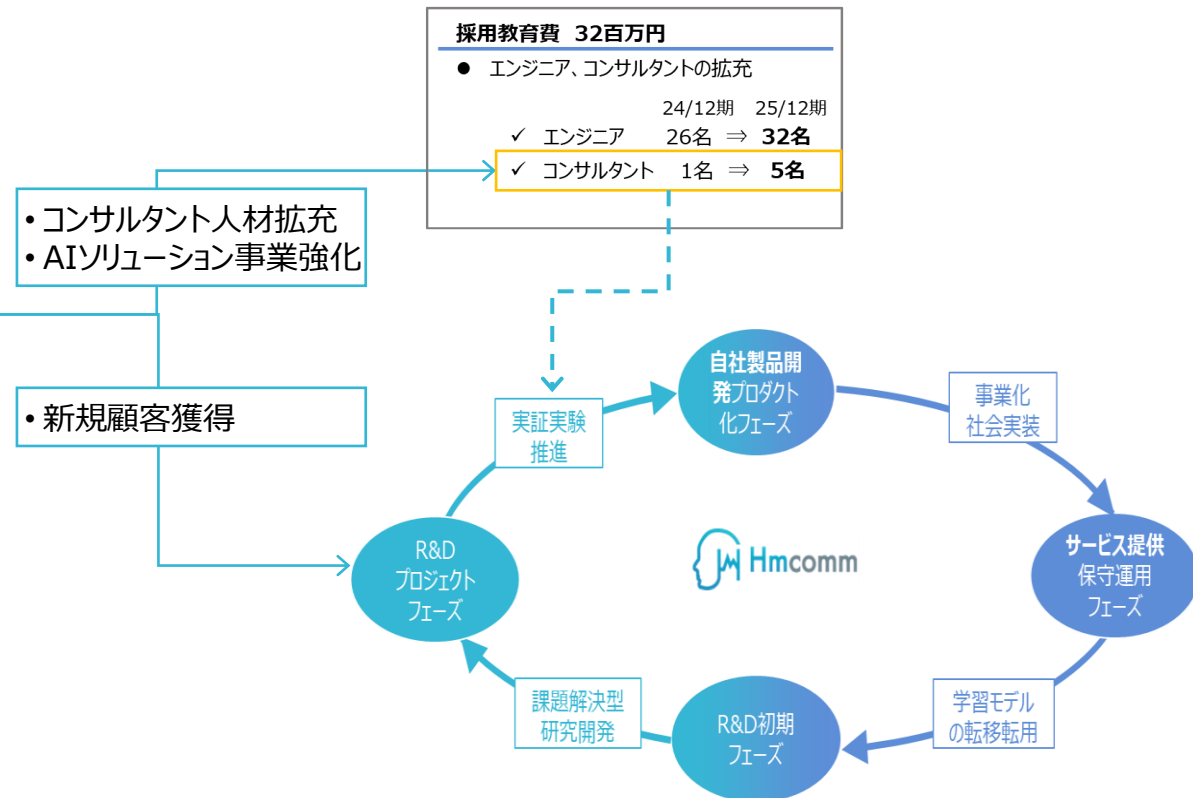 採用教育費 32百万円
● エンジニア、コンサルタントの拡充
24/12期 25/12期
✓ エンジニア 26名 ⇒ 32名
✓ コンサルタント 1名 ⇒ 5名
• コンサルタント人材拡充
• AIソリューション事業強化
• 新規顧客獲得
実証実験
推進
自社製品開
発プロダクト
化フェーズ
事業化
社会実装
R&D
プロジェクト
フェーズ
Hmcomm
サービス提供
保守運用
フェーズ
課題解決型
研究開発
R&D初期
フェーズ
学習モデル
の転移転用